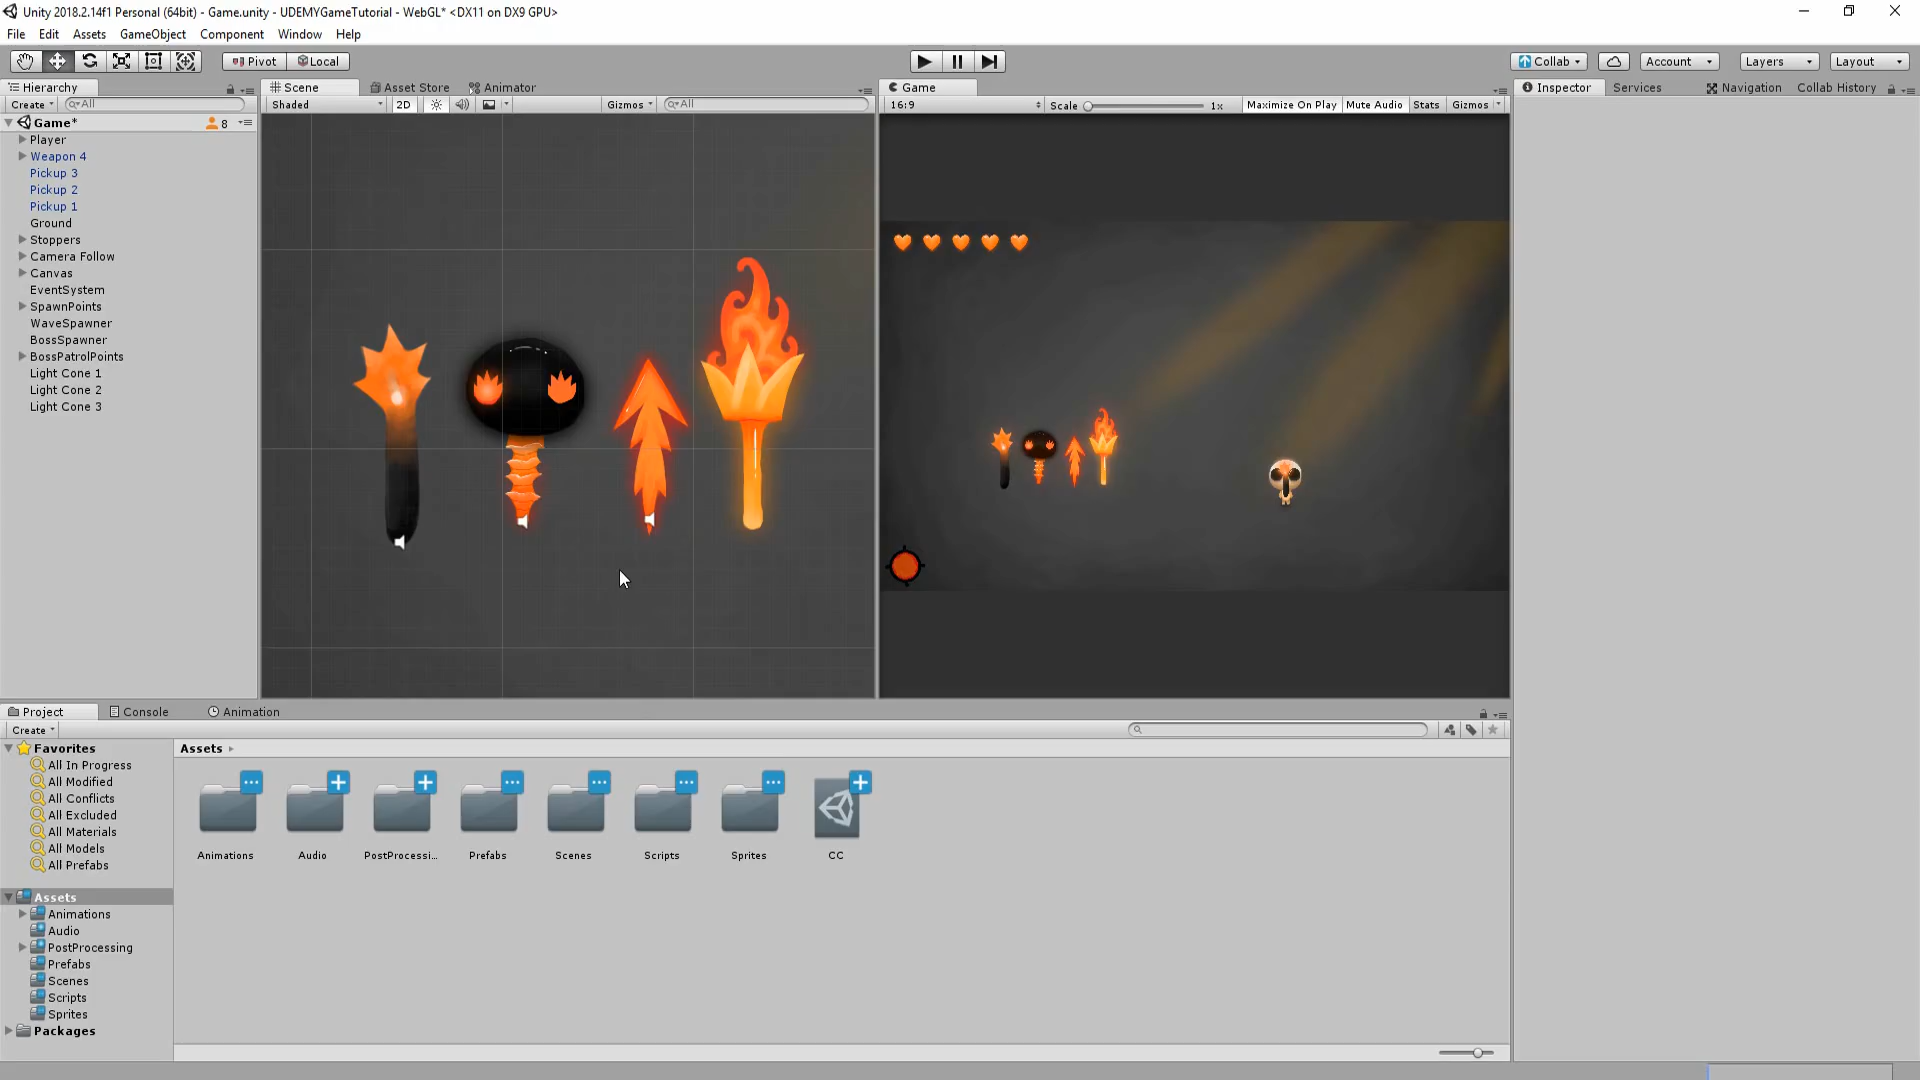 Unity 2018.2.14f1 Personal (64bit) - Game.unity - UDEMYGameTutorial - WebGL* <DX11 on DX9 GPU>
File Edit Assets GameObject Component Window Help
Pivot Local Collab Account Layers Layout
Hierarchy Scene Asset Store Animator Game Inspector Services Navigation Collab History
Create All Shaded 2D Gizmos All 16:9 Scale 1x Maximize On Play Mute Audio Stats Gizmos
Game* 8
Player
Weapon 4
Pickup 3
Pickup 2
Pickup 1
Ground
Stoppers
Camera Follow
Canvas
EventSystem
SpawnPoints
WaveSpawner
BossSpawner
BossPatrolPoints
Light Cone 1
Light Cone 2
Light Cone 3
Project Console Animation
Create
Favorites
All In Progress
All Modified
All Conflicts
All Excluded
All Materials
All Models
All Prefabs
Assets
Animations
Audio
PostProcessing
Prefabs
Scenes
Scripts
Sprites
Packages
Assets
Animations Audio PostProcessi... Prefabs Scenes Scripts Sprites CC